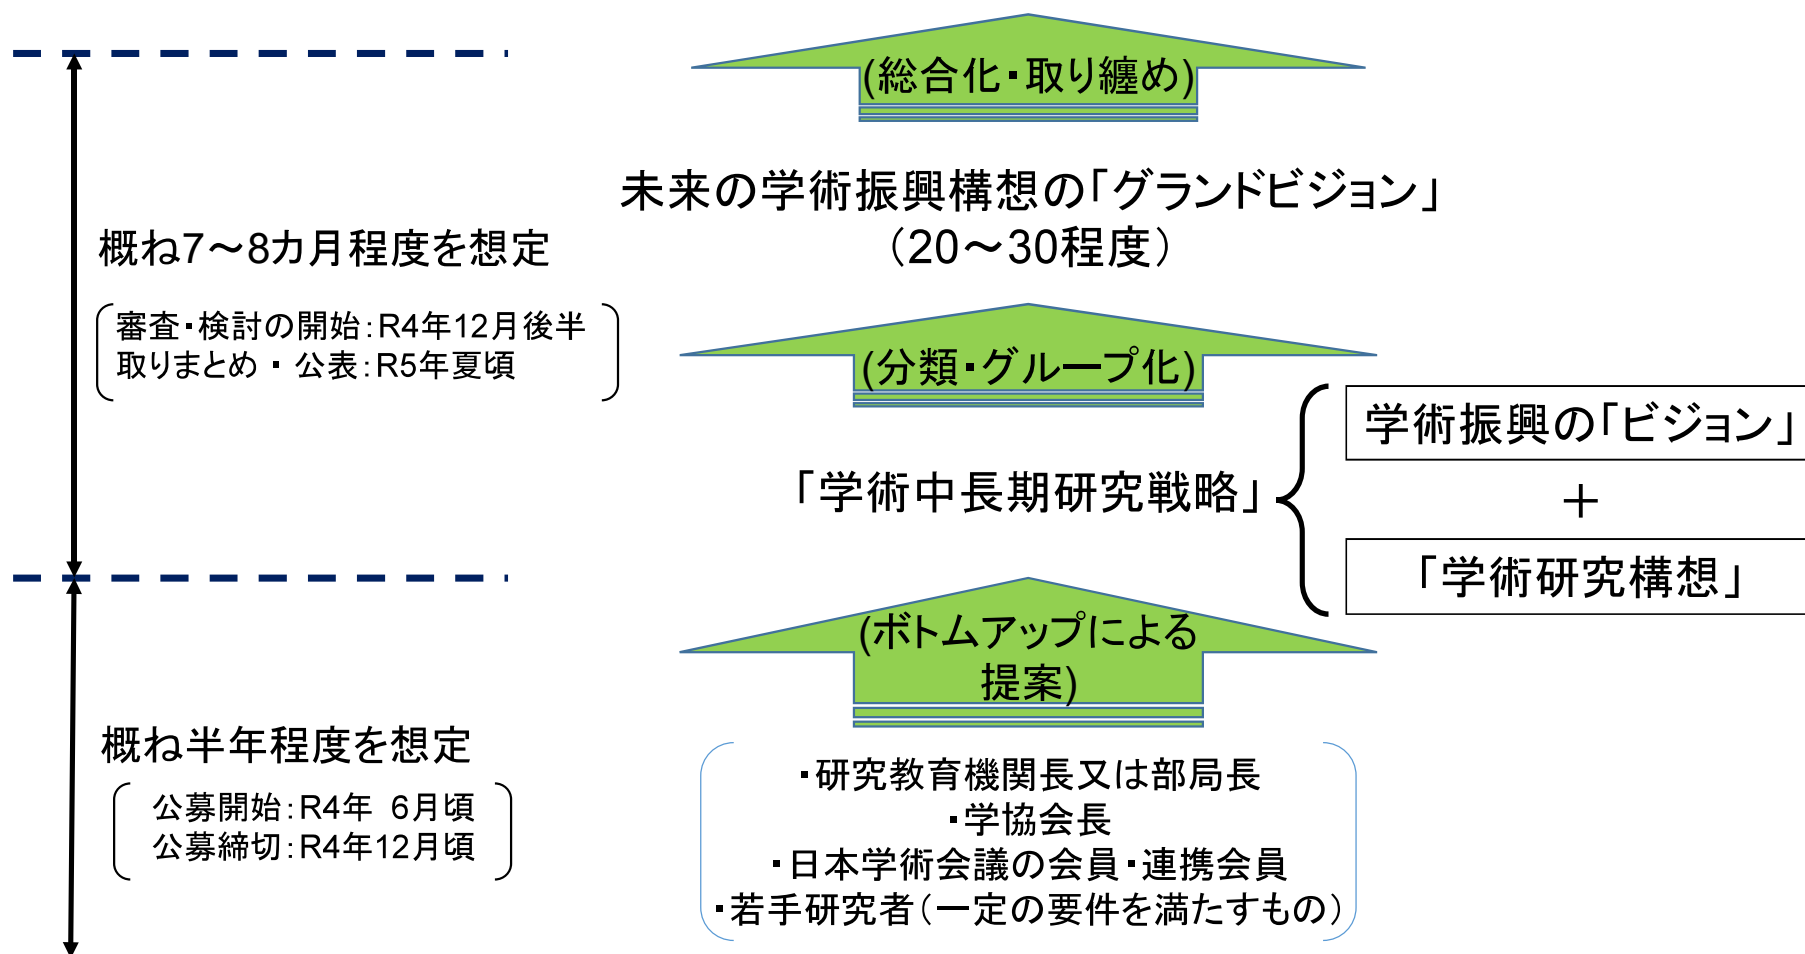 (総合化・取り纏め)
未来の学術振興構想の「グランドビジョン」
（20～30程度）
概ね7～8カ月程度を想定
審査・検討の開始：R4年12月後半
取りまとめ・公表：R5年夏頃
(分類・グループ化)
学術振興の「ビジョン」
＋
「学術研究構想」
「学術中長期研究戦略」
(ボトムアップによる
提案)
概ね半年程度を想定
公募開始：R4年 6月頃
公募締切：R4年12月頃
・研究教育機関長又は部局長
・学協会長
・日本学術会議の会員・連携会員
・若手研究者（一定の要件を満たすもの）